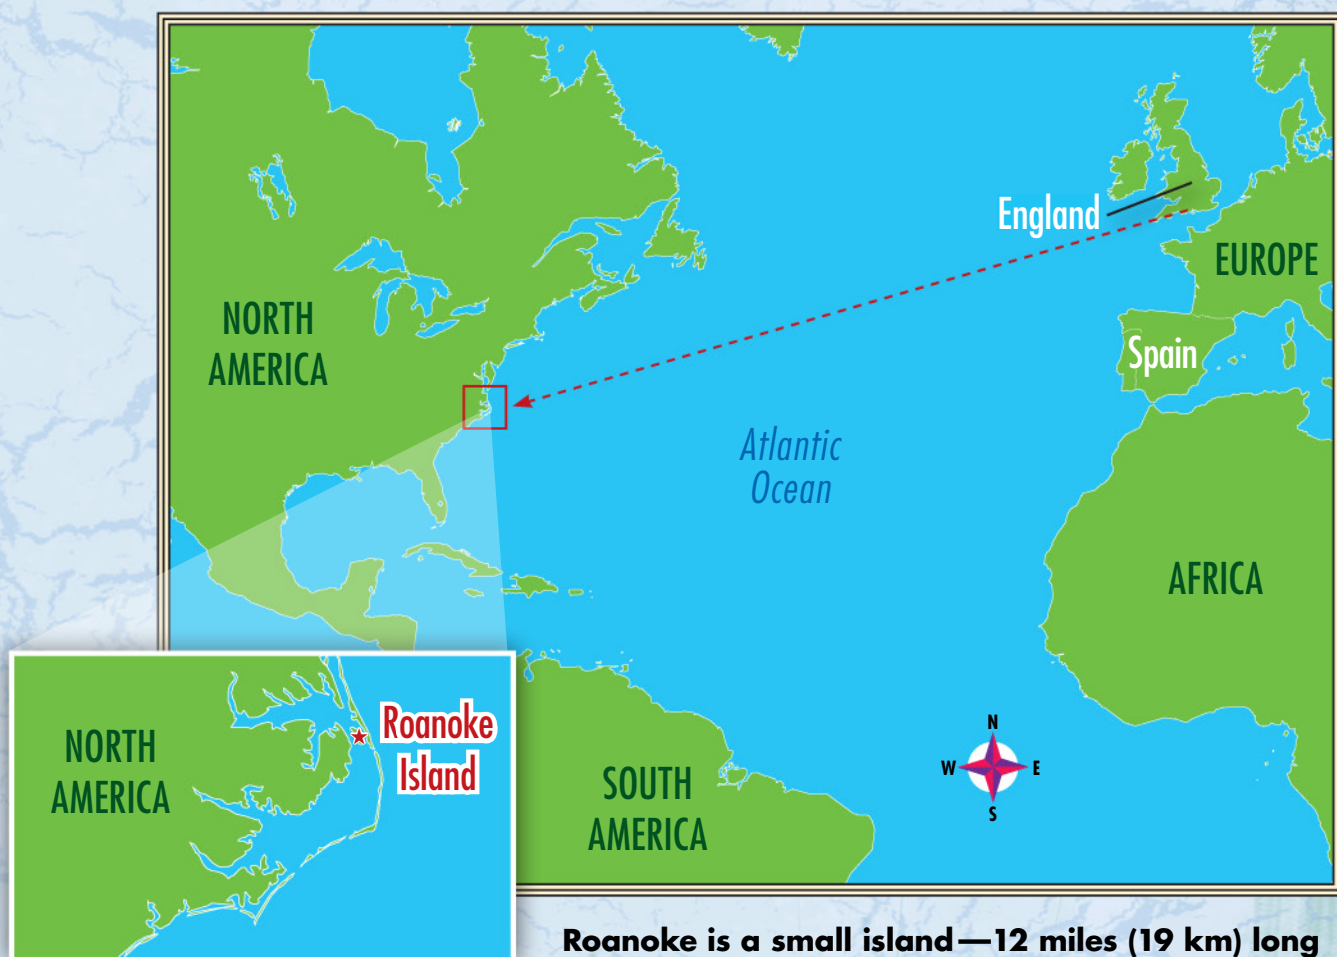 England
EUROPE
NORTH
AMERICA
Spain
Atlantic
Ocean
AFRICA
N
W
E
S
SOUTH
AMERICA
NORTH
AMERICA
Roanoke
Island
Roanoke is a small island—12 miles (19 km) long